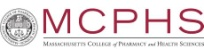 MCPHS
Massachusetts College of Pharmacy and Health Sciences